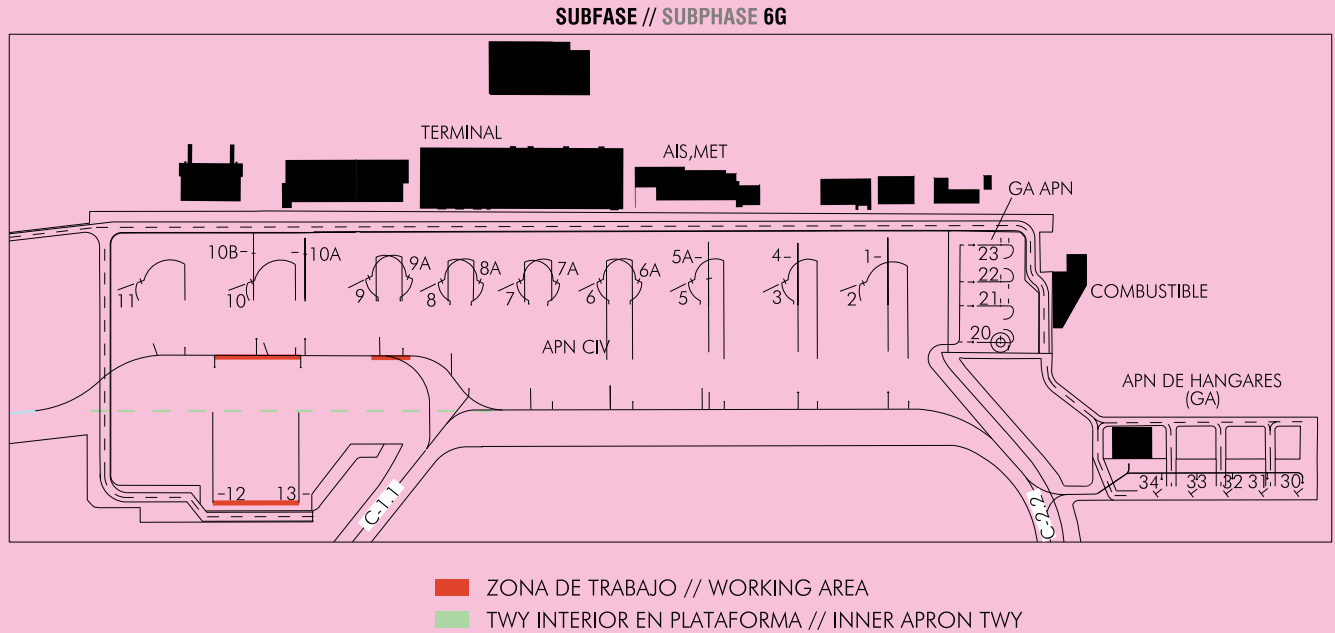 SUBFASE // SUBPHASE 6G
TERMINAL
AIS,MET
GA APN
10B
10A
9A
8A
7A
6A
5A
4
1
23
22
21
20
11
10
9
8
7
6
5
3
2
COMBUSTIBLE
APN CIV
APN DE HANGARES
(GA)
12
13
C-1.1
C-2.2
34
33
32
31
30
ZONA DE TRABAJO // WORKING AREA
TWY INTERIOR EN PLATAFORMA // INNER APRON TWY